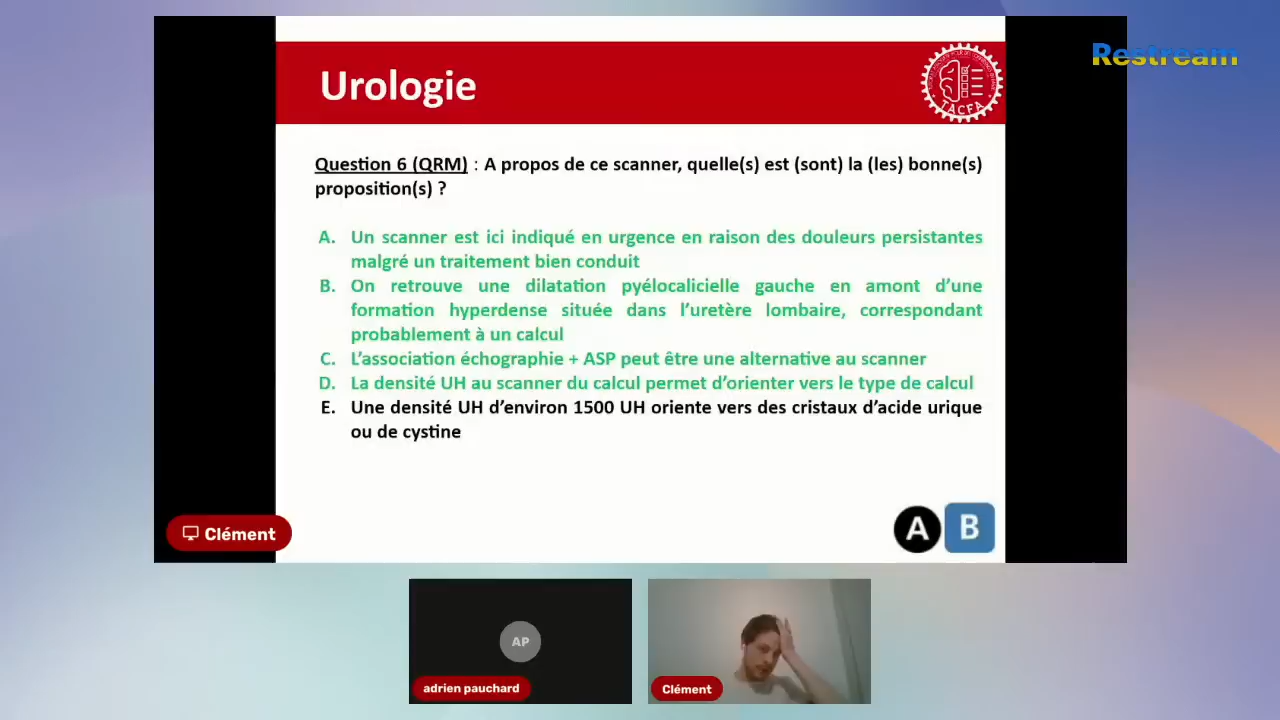 Restream
Urologie
TACFA
Question 6 (QRM) : A propos de ce scanner, quelle(s) est (sont) la (les) bonne(s)
proposition(s) ?
A. Un scanner est ici indiqué en urgence en raison des douleurs persistantes
malgré un traitement bien conduit
B. On retrouve une dilatation pyélocalicielle gauche en amont d'une
formation hyperdense située dans l'uretère lombaire, correspondant
probablement à un calcul
C. L'association échographie + ASP peut être une alternative au scanner
D. La densité UH au scanner du calcul permet d'orienter vers le type de calcul
E. Une densité UH d'environ 1500 UH oriente vers des cristaux d'acide urique
ou de cystine
A B
Clément
AP
adrien pauchard
Clément